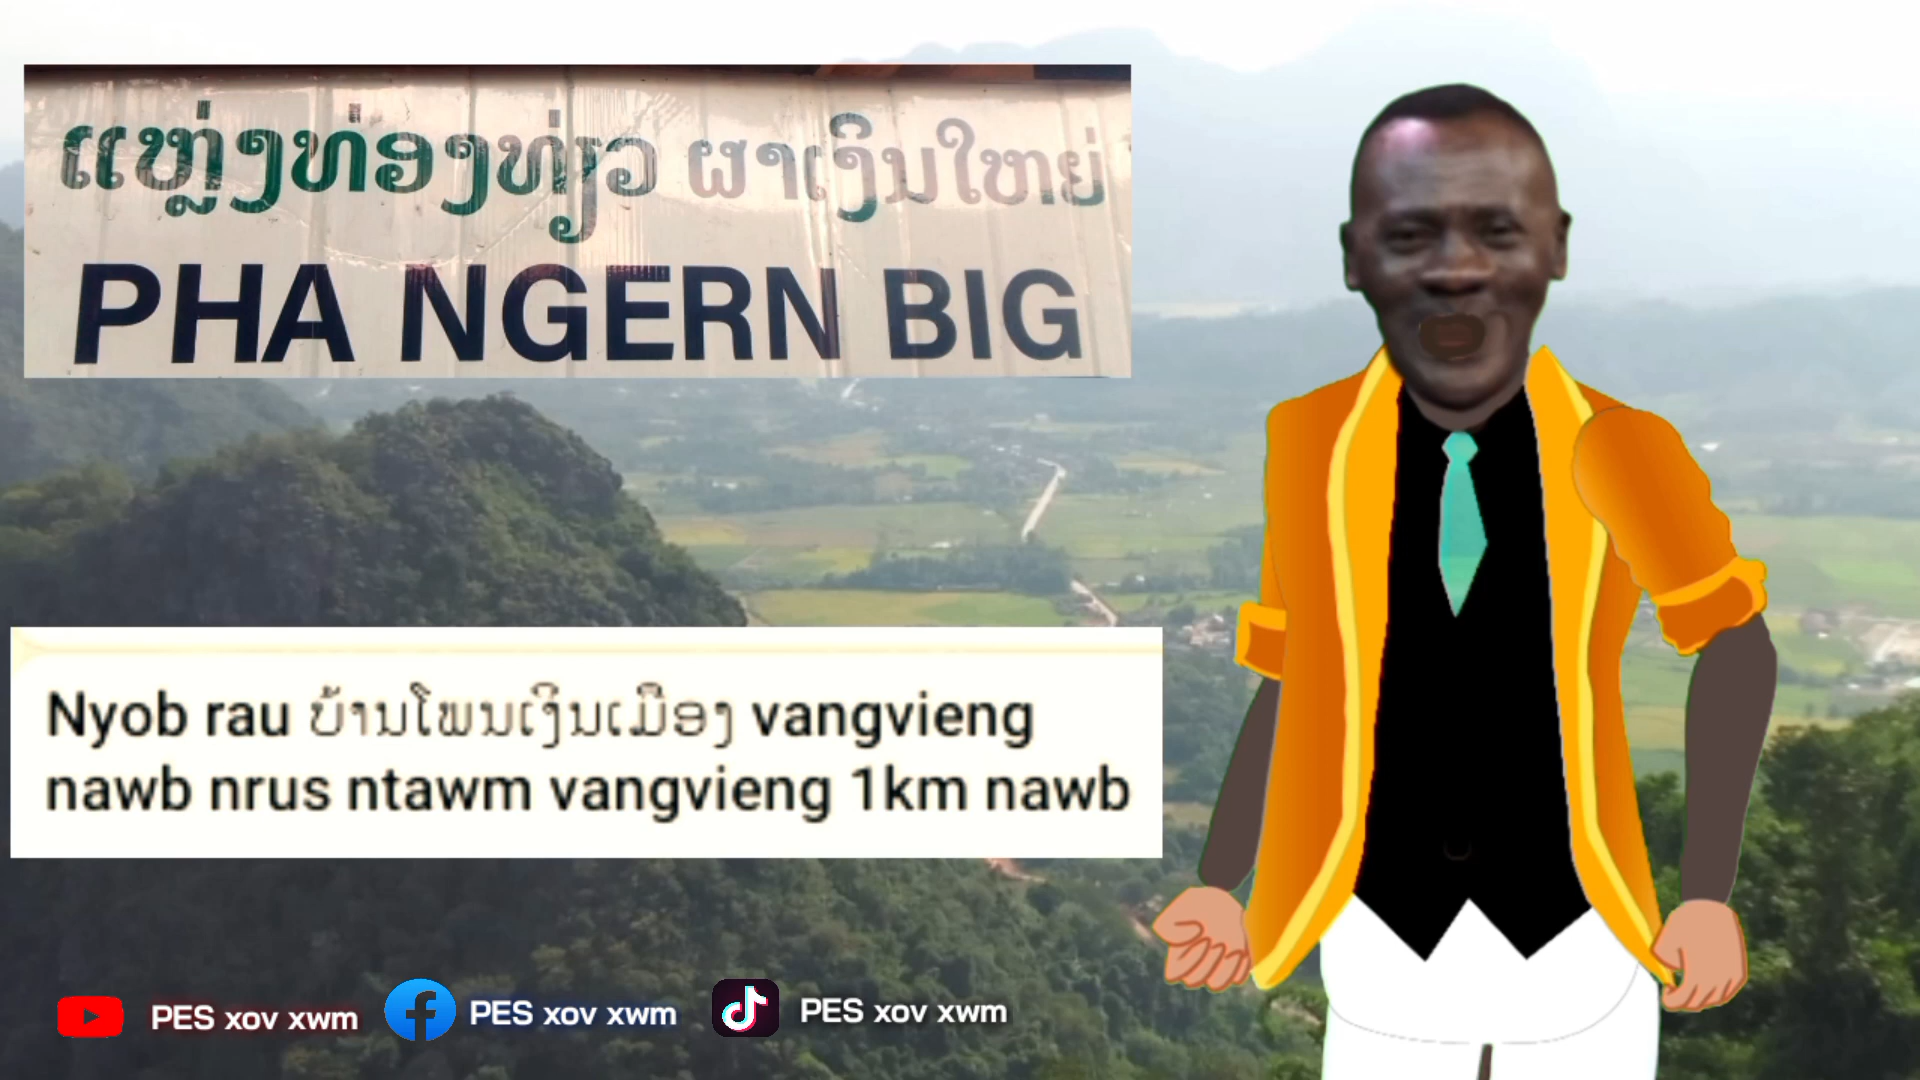 ແຫຼ່ງທ່ອງທ່ຽວ ຜາເງິນໃຫຍ່
PHA NGERN BIG
Nyob rau ບ້ານໂພນເງິນເມືອງ vangvieng
nawb nrus ntawm vangvieng 1km nawb
PES xov xwm PES xov xwm PES xov xwm